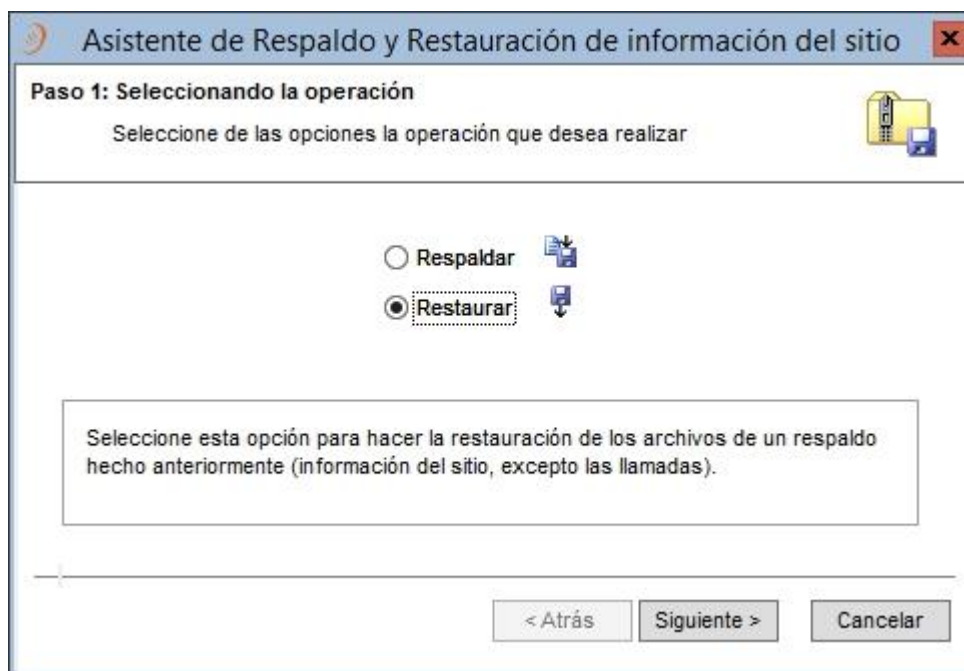 Asistente de Respaldo y Restauración de información del sitio
Paso 1: Seleccionando la operación
Seleccione de las opciones la operación que desea realizar
Respaldar
Restaurar
Seleccione esta opción para hacer la restauración de los archivos de un respaldo
hecho anteriormente (información del sitio, excepto las llamadas).
< Atrás Siguiente > Cancelar